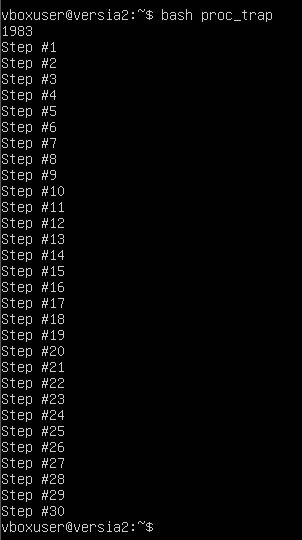 vboxuser@versia2:~$ bash proc_trap
1983
Step #1
Step #2
Step #3
Step #4
Step #5
Step #6
Step #7
Step #8
Step #9
Step #10
Step #11
Step #12
Step #13
Step #14
Step #15
Step #16
Step #17
Step #18
Step #19
Step #20
Step #21
Step #22
Step #23
Step #24
Step #25
Step #26
Step #27
Step #28
Step #29
Step #30
vboxuser@versia2:~$